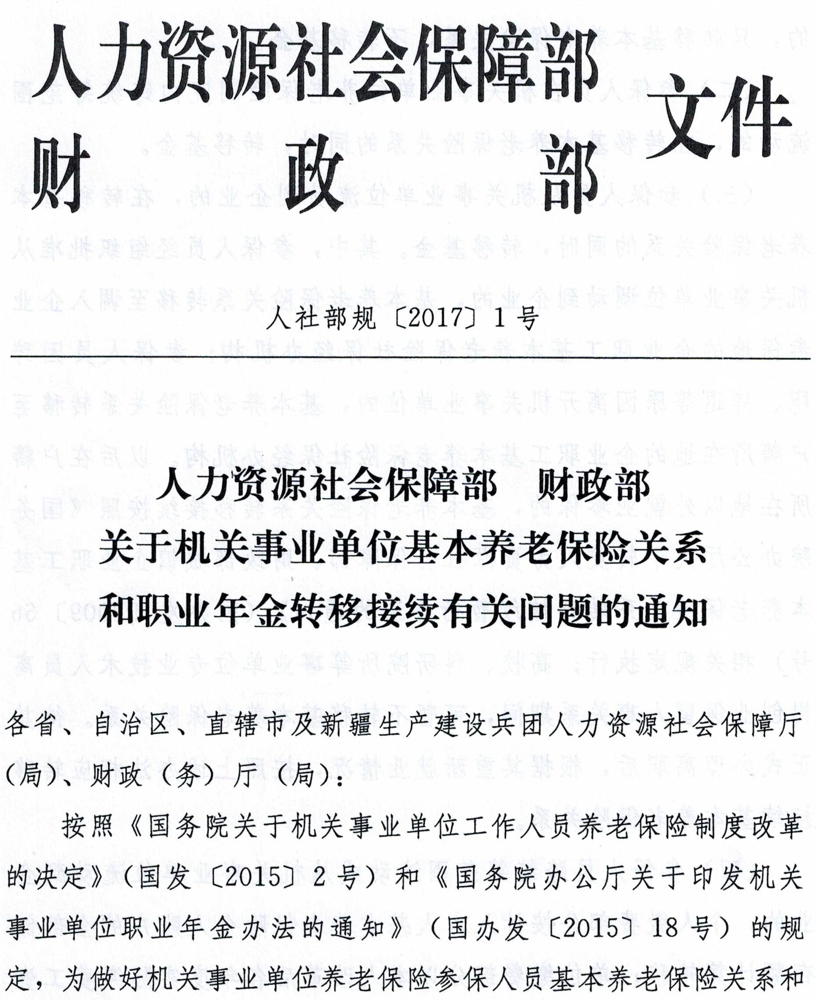 人力资源社会保障部
财政部
文件
人社部规〔2017〕1号
人力资源社会保障部　财政部
关于机关事业单位基本养老保险关系
和职业年金转移接续有关问题的通知
各省、自治区、直辖市及新疆生产建设兵团人力资源社会保障厅
（局）、财政（务）厅（局）：
按照《国务院关于机关事业单位工作人员养老保险制度改革
的决定》（国发〔2015〕2号）和《国务院办公厅关于印发机关
事业单位职业年金办法的通知》（国办发〔2015〕18号）的规
定，为做好机关事业单位养老保险参保人员基本养老保险关系和